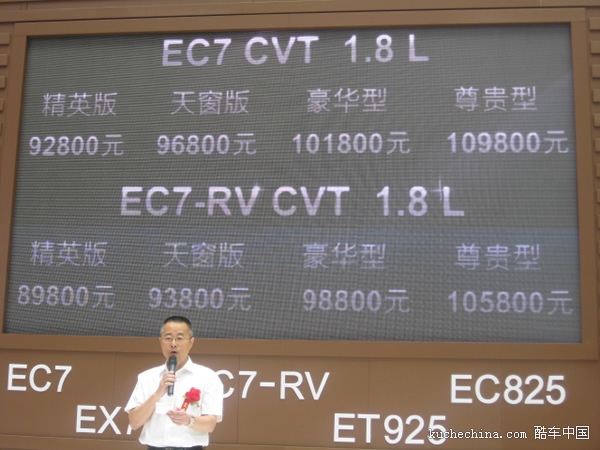 EC7 CVT 1.8 L
精英版 天窗版 豪华型 尊贵型
92800元 96800元 101800元 109800元
EC7-RV CVT 1.8 L
精英版 天窗版 豪华型 尊贵型
89800元 93800元 98800元 105800元
EC7 C7-RV EC825
EX7 ET925
kuchechina.com 酷车中国